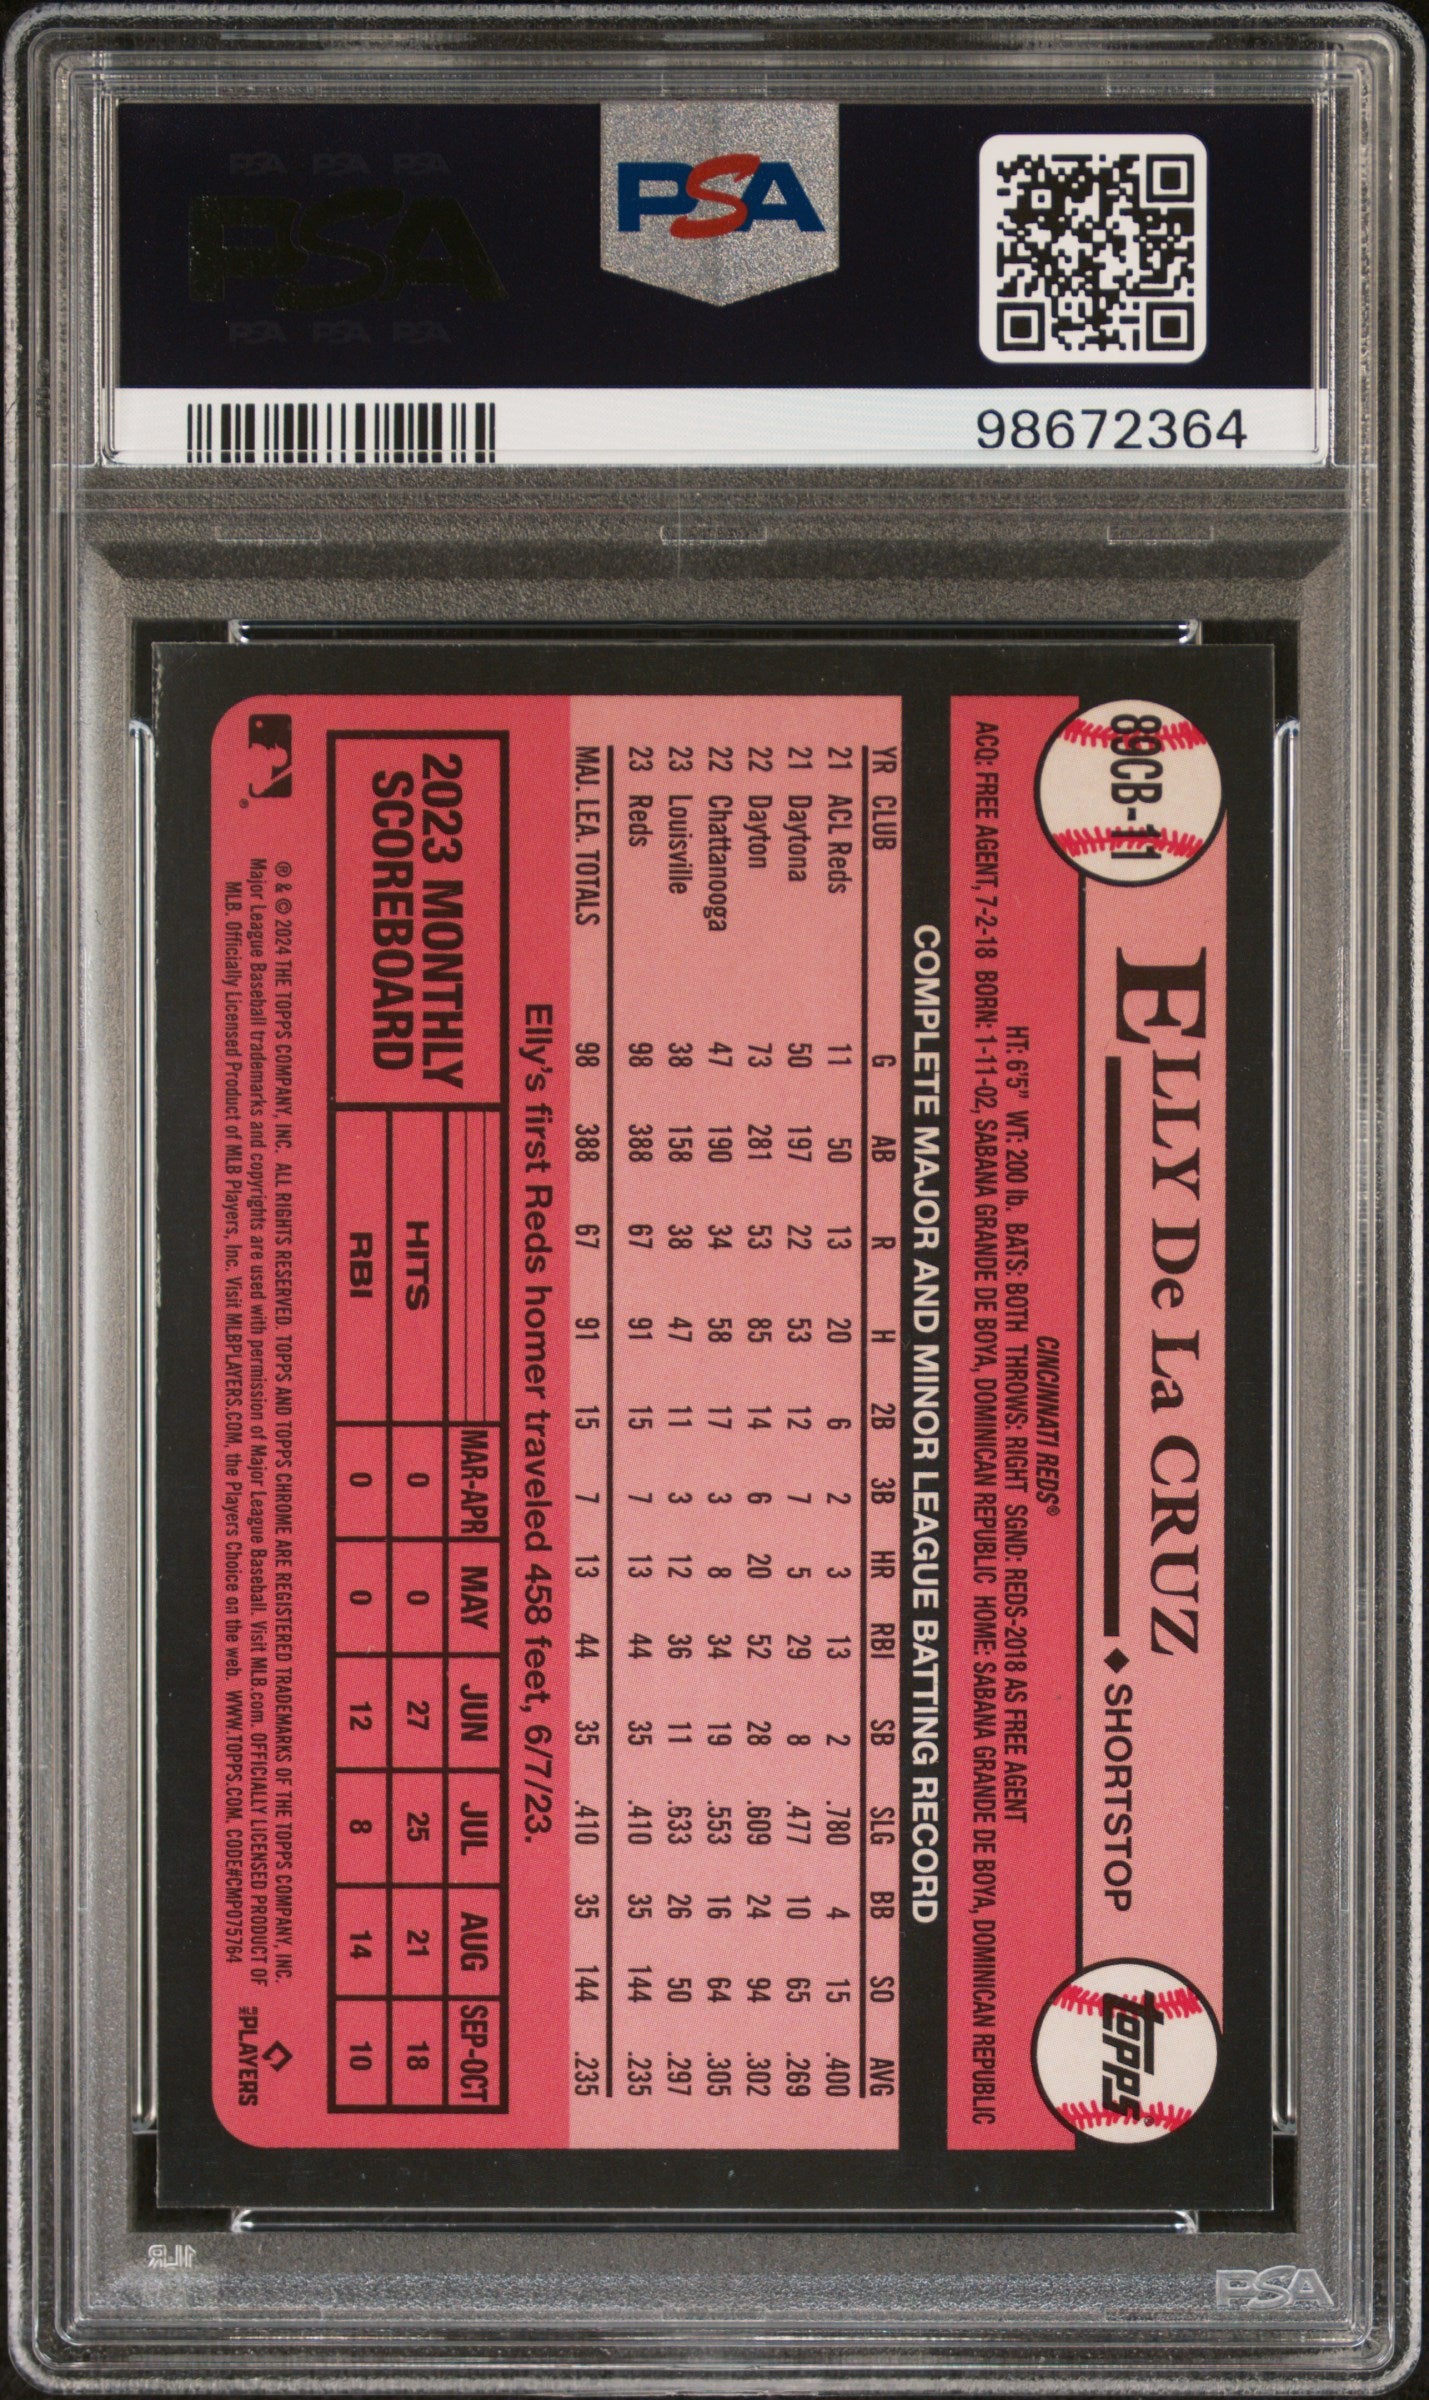 PSA PSA PSA
PSA
PSA PSA PSA
PSA
98672364
89CB-11
ELLY De La CRUZ
SHORTSTOP
Topps®
CINCINNATI REDS®
HT: 6'5" WT: 200 lb. BATS: BOTH THROWS: RIGHT SGND: REDS-2018 AS FREE AGENT
ACQ: FREE AGENT, 7-2-18 BORN: 1-11-02, SABANA GRANDE DE BOYA, DOMINICAN REPUBLIC HOME: SABANA GRANDE DE BOYA, DOMINICAN REPUBLIC
COMPLETE MAJOR AND MINOR LEAGUE BATTING RECORD
YR CLUB G AB R H 2B 3B HR RBI SB SLG BB SO AVG
21 ACL Reds 11 50 13 20 6 2 3 13 2 .780 4 15 .400
21 Daytona 50 197 22 53 12 7 5 29 8 .477 10 65 .269
22 Dayton 73 281 53 85 14 6 20 52 28 .609 24 94 .302
22 Chattanooga 47 190 34 58 17 3 8 34 19 .553 16 64 .305
23 Louisville 38 158 38 47 11 3 12 36 11 .633 26 50 .297
23 Reds 98 388 67 91 15 7 13 44 35 .410 35 144 .235
MAJ. LEA. TOTALS 98 388 67 91 15 7 13 44 35 .410 35 144 .235
Elly's first Reds homer traveled 458 feet, 6/7/23.
2023 MONTHLY
SCOREBOARD
MAR-APR MAY JUN JUL AUG SEP-OCT
HITS 0 0 27 25 21 18
RBI 0 0 12 8 14 10
® & © 2024 THE TOPPS COMPANY, INC. ALL RIGHTS RESERVED. TOPPS AND TOPPS CHROME ARE REGISTERED TRADEMARKS OF THE TOPPS COMPANY, INC.
Major League Baseball trademarks and copyrights are used with permission of Major League Baseball. Visit MLB.com. OFFICIALLY LICENSED PRODUCT OF
MLB. Officially Licensed Product of MLB Players, Inc. Visit MLBPLAYERS.COM, the Players Choice on the web. WWW.TOPPS.COM. CODE#CMP075764
MLB PLAYERS
PSA